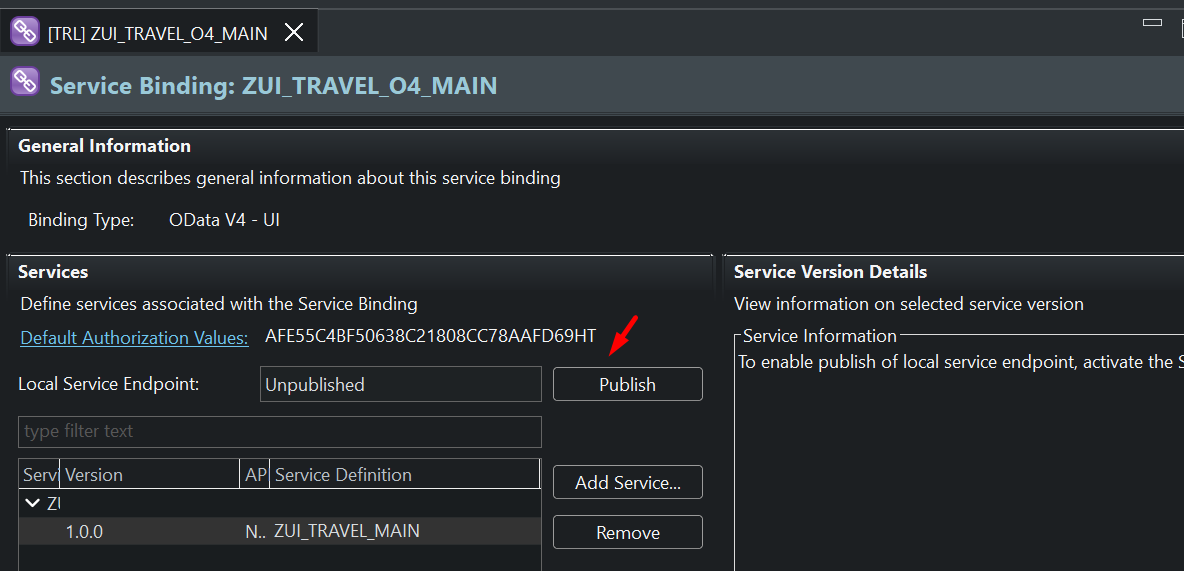 [TRL] ZUI_TRAVEL_O4_MAIN
Service Binding: ZUI_TRAVEL_O4_MAIN
General Information
This section describes general information about this service binding
Binding Type: OData V4 - UI
Services
Define services associated with the Service Binding
Default Authorization Values: AFE55C4BF50638C21808CC78AAFD69HT
Local Service Endpoint: Unpublished Publish
type filter text
Servi Version AP Service Definition
ZU
1.0.0 N.. ZUI_TRAVEL_MAIN
Add Service...
Remove
Service Version Details
View information on selected service version
Service Information
To enable publish of local service endpoint, activate the S